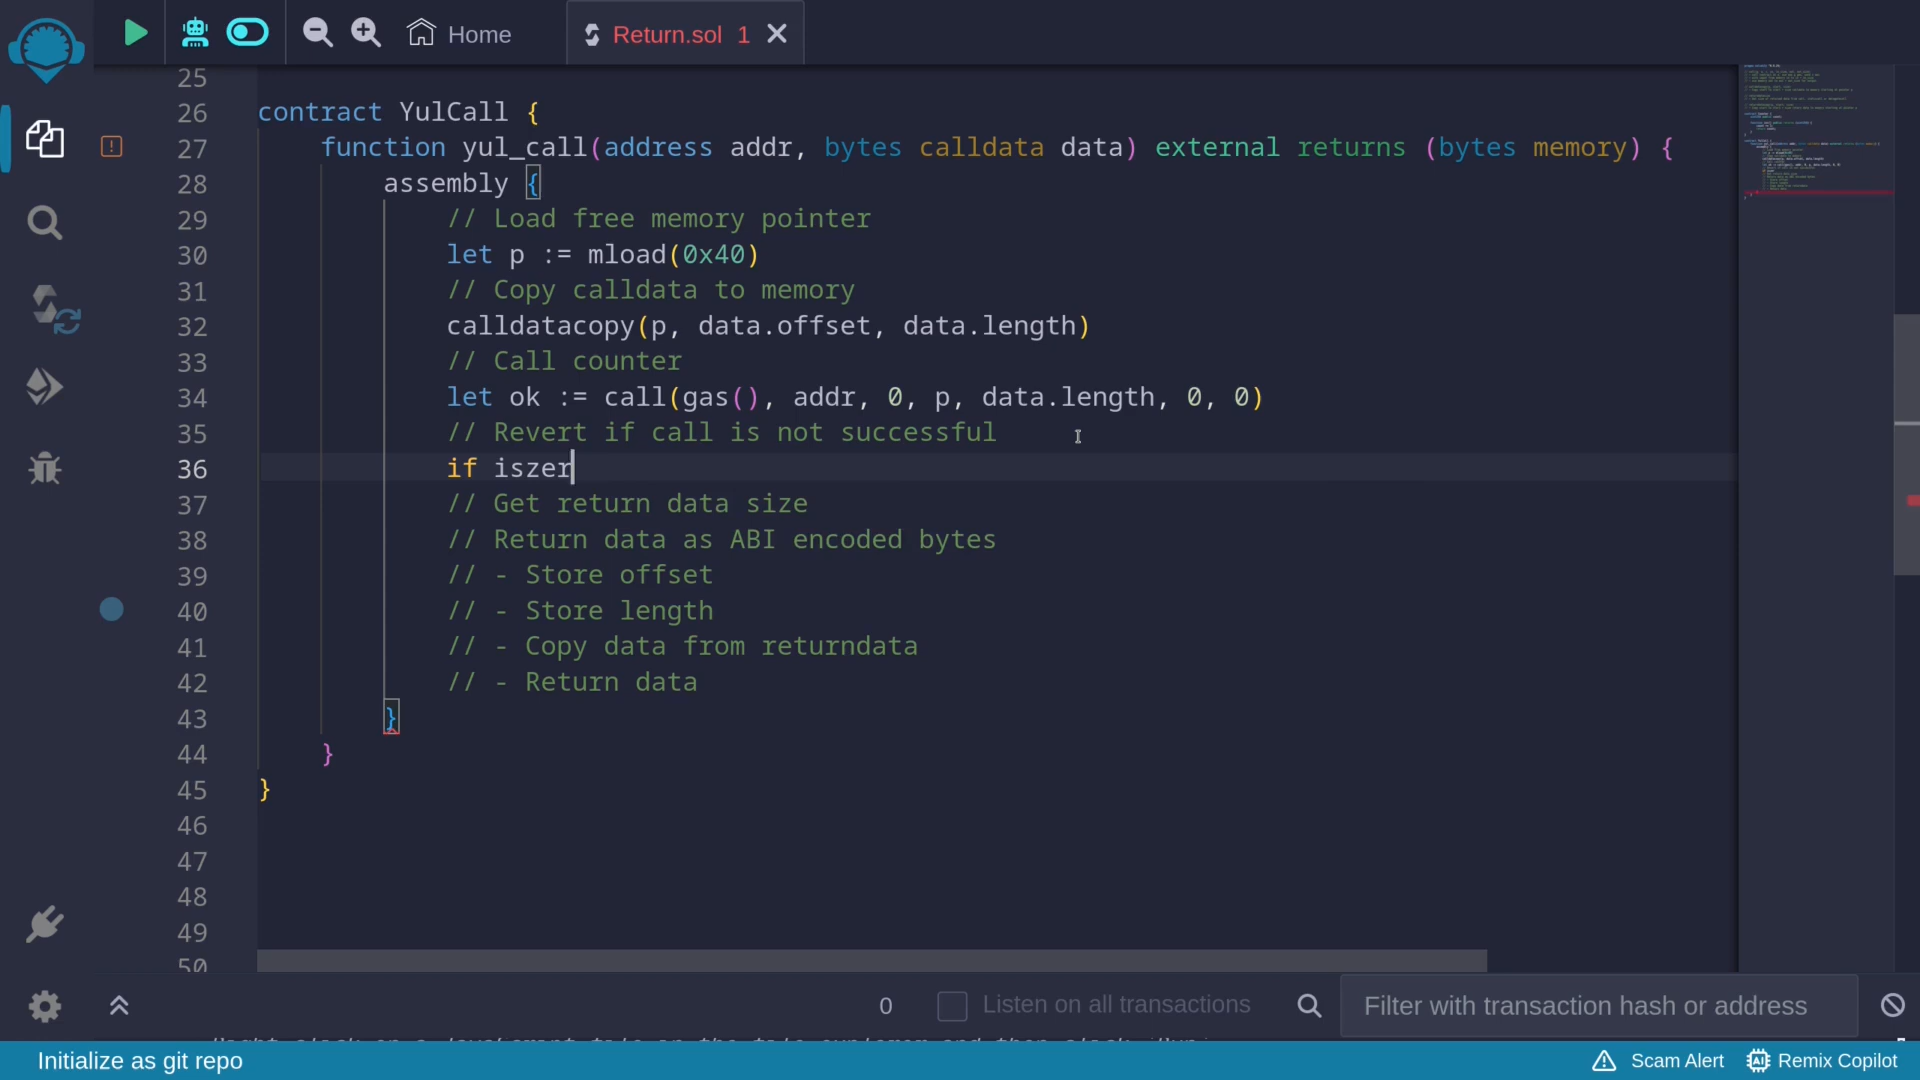 Home
Return.sol 1
25
26 contract YulCall {
27 function yul_call(address addr, bytes calldata data) external returns (bytes memory) {
28 assembly {
29 // Load free memory pointer
30 let p := mload(0x40)
31 // Copy calldata to memory
32 calldatacopy(p, data.offset, data.length)
33 // Call counter
34 let ok := call(gas(), addr, 0, p, data.length, 0, 0)
35 // Revert if call is not successful
36 if iszer
37 // Get return data size
38 // Return data as ABI encoded bytes
39 // - Store offset
40 // - Store length
41 // - Copy data from returndata
42 // - Return data
43 }
44 }
45 }
46
47
48
49
50
0 Listen on all transactions Filter with transaction hash or address
Initialize as git repo Scam Alert Remix Copilot